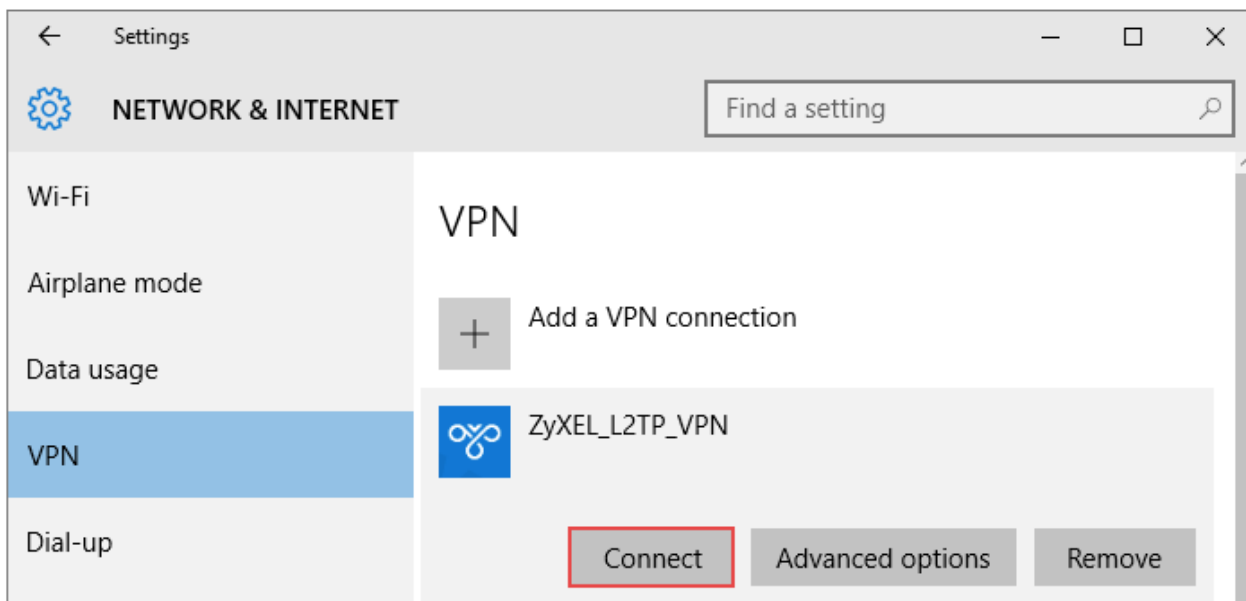 Settings
NETWORK & INTERNET
Find a setting
Wi-Fi
Airplane mode
Data usage
VPN
Dial-up
VPN
Add a VPN connection
ZyXEL_L2TP_VPN
Connect Advanced options Remove